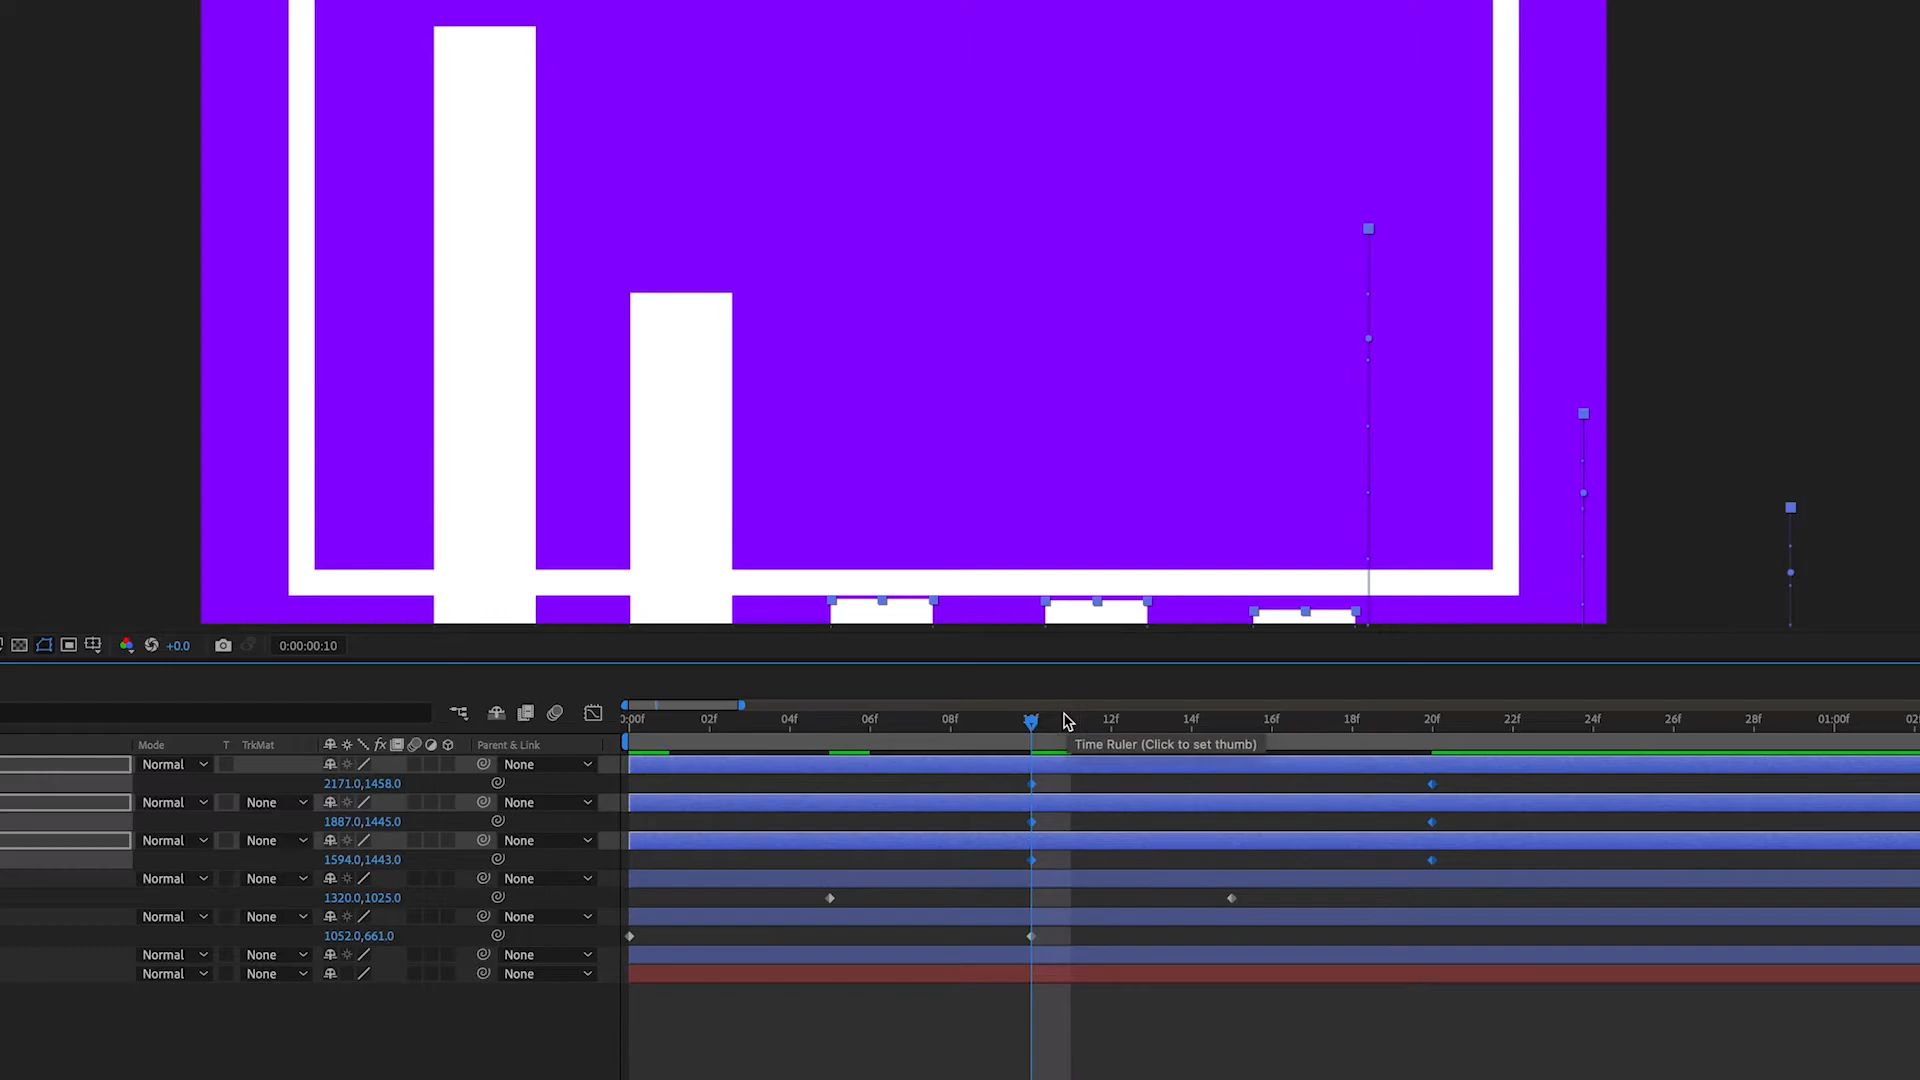 +0.0 0:00:00:10
0:00f 02f 04f 06f 08f 12f 14f 16f 18f 20f 22f 24f 26f 28f 01:00f 02
Mode T TrkMat fx Parent & Link Time Ruler (Click to set thumb)
Normal None
2171.0,1458.0
Normal None None
1887.0,1445.0
Normal None None
1594.0,1443.0
Normal None None
1320.0,1025.0
Normal None None
1052.0,661.0
Normal None None
Normal None None